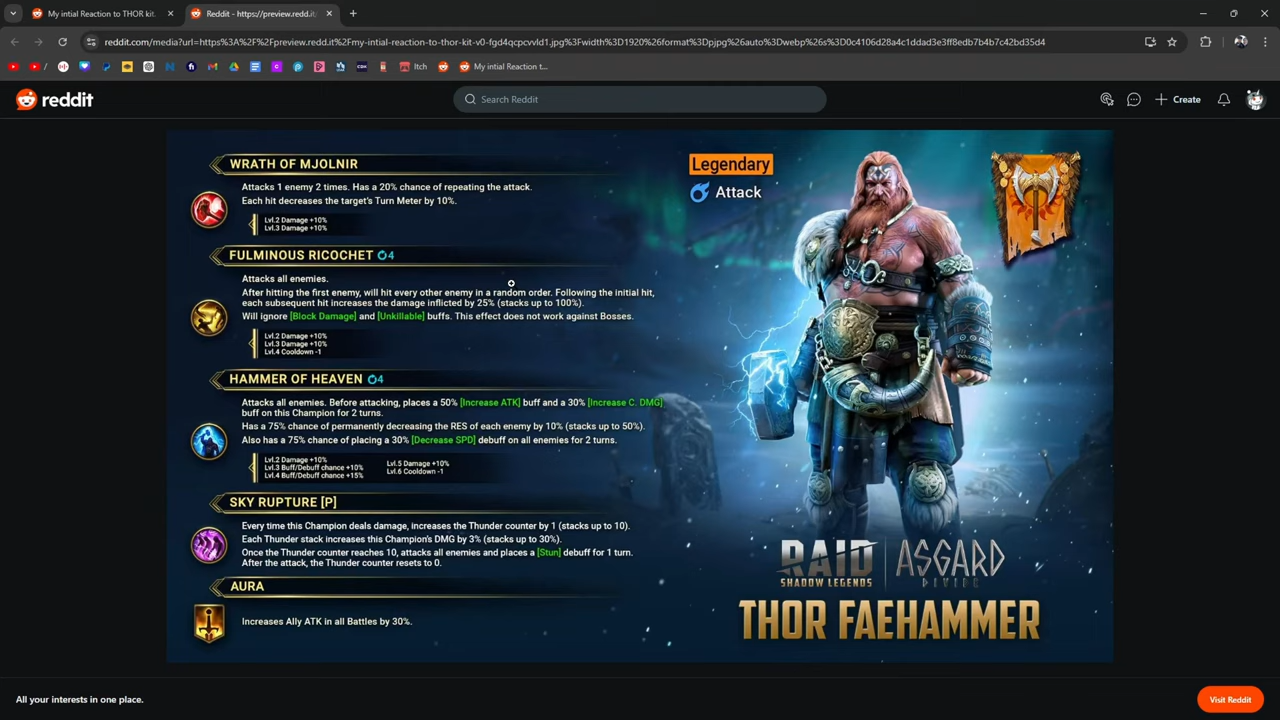 My intial Reaction to THOR kit.
Reddit - https://preview.redd.it/
reddit.com/media?url=https%3A%2F%2Fpreview.redd.it%2Fmy-intial-reaction-to-thor-kit-v0-fgd4qcpcvvld1.jpg%3Fwidth%3D1920%26format%3Dpjpg%26auto%3Dwebp%26s%3D0c4106d28a4c1ddad3e3ff8edb7b4b7c42bd35d4
Itch
My intial Reaction t...
reddit
Search Reddit
Create
WRATH OF MJOLNIR
Attacks 1 enemy 2 times. Has a 20% chance of repeating the attack.
Each hit decreases the target's Turn Meter by 10%.
Lvl.2 Damage +10%
Lvl.3 Damage +10%
FULMINOUS RICOCHET 4
Attacks all enemies.
After hitting the first enemy, will hit every other enemy in a random order. Following the initial hit,
each subsequent hit increases the damage inflicted by 25% (stacks up to 100%).
Will ignore [Block Damage] and [Unkillable] buffs. This effect does not work against Bosses.
Lvl.2 Damage +10%
Lvl.3 Damage +10%
Lvl.4 Cooldown -1
HAMMER OF HEAVEN 4
Attacks all enemies. Before attacking, places a 50% [Increase ATK] buff and a 30% [Increase C. DMG]
buff on this Champion for 2 turns.
Has a 75% chance of permanently decreasing the RES of each enemy by 10% (stacks up to 50%).
Also has a 75% chance of placing a 30% [Decrease SPD] debuff on all enemies for 2 turns.
Lvl.2 Damage +10%
Lvl.3 Buff/Debuff chance +10%
Lvl.4 Buff/Debuff chance +15%
Lvl.5 Damage +10%
Lvl.6 Cooldown -1
SKY RUPTURE [P]
Every time this Champion deals damage, increases the Thunder counter by 1 (stacks up to 10).
Each Thunder stack increases this Champion's DMG by 3% (stacks up to 30%).
Once the Thunder counter reaches 10, attacks all enemies and places a [Stun] debuff for 1 turn.
After the attack, the Thunder counter resets to 0.
AURA
Increases Ally ATK in all Battles by 30%.
Legendary
Attack
RAID
SHADOW LEGENDS
ASGARD
DIVIDE
THOR FAEHAMMER
All your interests in one place.
Visit Reddit